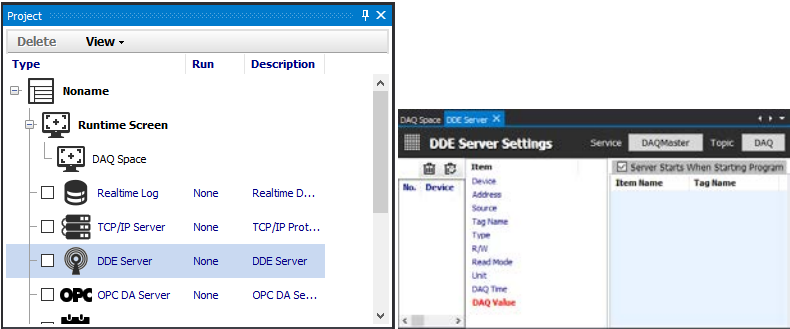 Project
Delete View
Type Run Description
Noname
Runtime Screen
DAQ Space
Realtime Log None Realtime D...
TCP/IP Server None TCP/IP Prot...
DDE Server None DDE Server
OPC OPC DA Server None OPC DA Se...
DAQ Space DDE Server
DDE Server Settings Service DAQMaster Topic DAQ
Item Server Starts When Starting Program
No. Device Item Name Tag Name
Device
Address
Source
Tag Name
Type
R/W
Read Mode
Unit
DAQ Time
DAQ Value